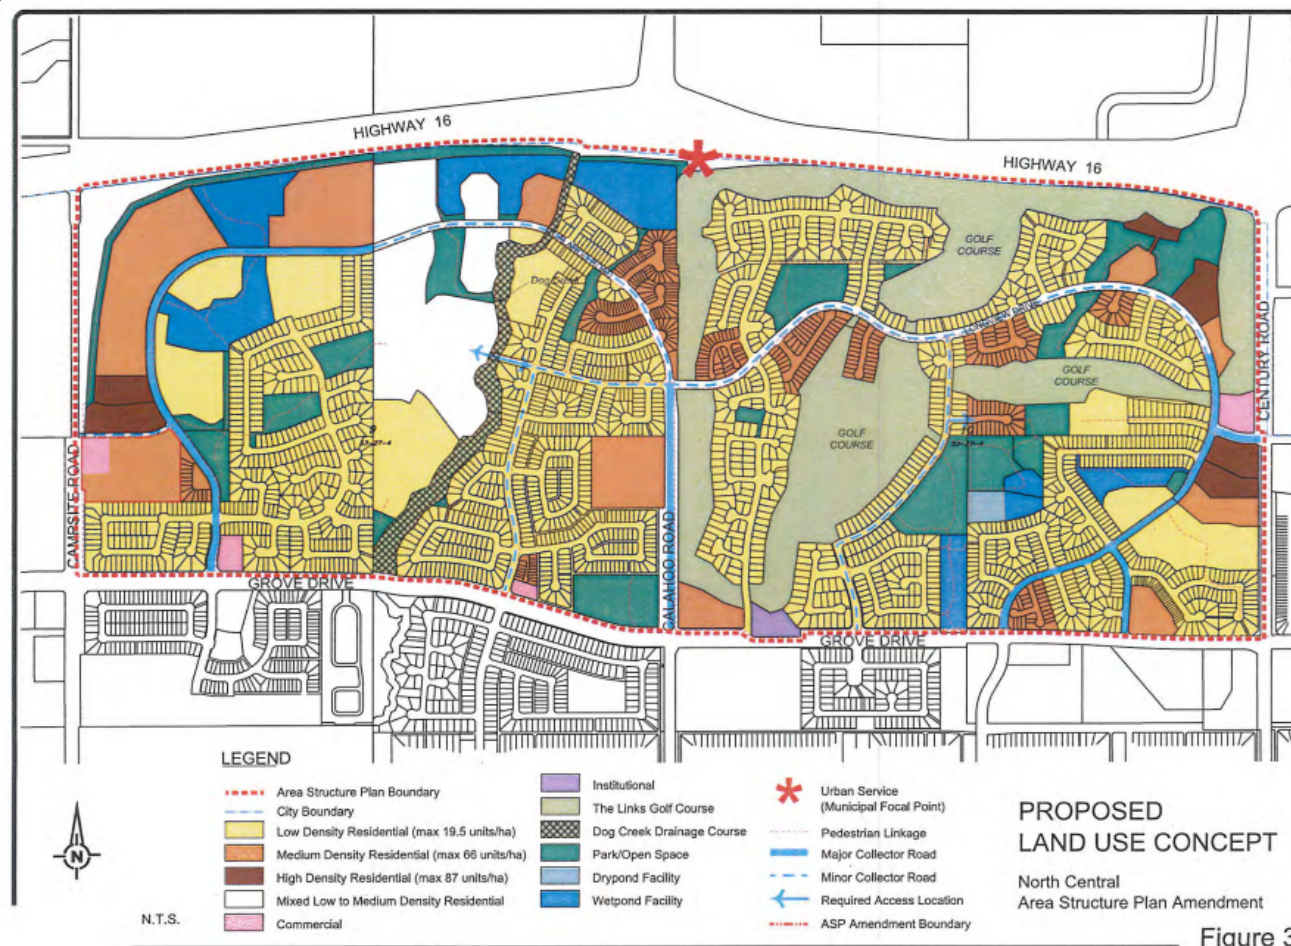 HIGHWAY 16
HIGHWAY 16
GOLF
COURSE
GOLF
COURSE
GOLF
COURSE
CENTURY ROAD
CAMPSITE ROAD
CALAHOO ROAD
GROVE DRIVE
GROVE DRIVE
LEGEND
Area Structure Plan Boundary
City Boundary
Low Density Residential (max 19.5 units/ha)
Medium Density Residential (max 66 units/ha)
High Density Residential (max 87 units/ha)
Mixed Low to Medium Density Residential
Commercial
Institutional
The Links Golf Course
Dog Creek Drainage Course
Park/Open Space
Drypond Facility
Wetpond Facility
Urban Service
(Municipal Focal Point)
Pedestrian Linkage
Major Collector Road
Minor Collector Road
Required Access Location
ASP Amendment Boundary
N
N.T.S.
PROPOSED
LAND USE CONCEPT
North Central
Area Structure Plan Amendment
Figure 3